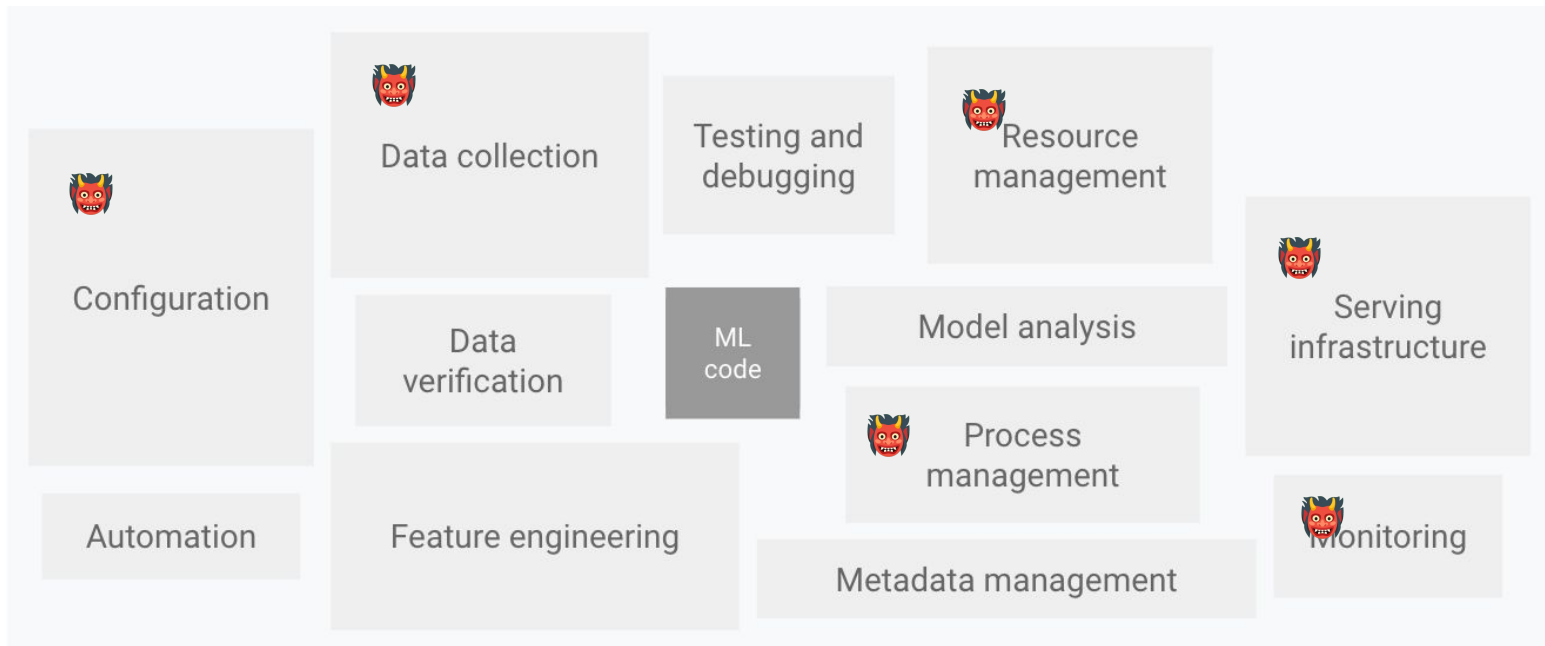 Data collection
Testing and
debugging
Resource
management
Configuration
Data
verification
ML
code
Model analysis
Serving
infrastructure
Process
management
Automation
Feature engineering
Metadata management
Monitoring